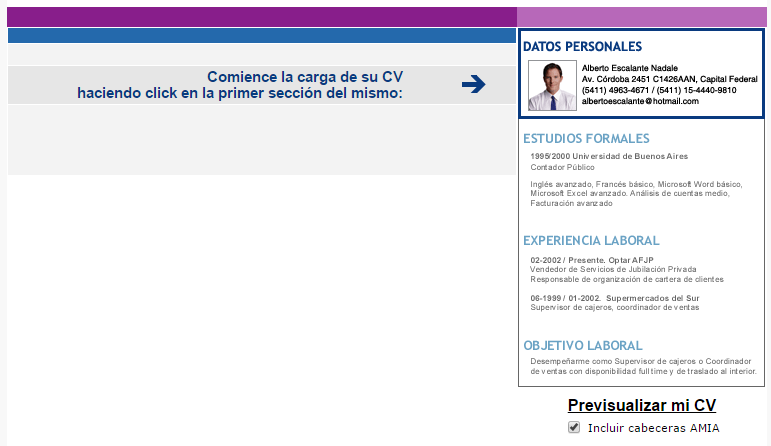 Comience la carga de su CV
haciendo click en la primer sección del mismo:
DATOS PERSONALES
Alberto Escalante Nadale
Av. Córdoba 2451 C1426AAN, Capital Federal
(5411) 4963-4671 / (5411) 15-4440-9810
albertoescalante@hotmail.com
ESTUDIOS FORMALES
1995/2000 Universidad de Buenos Aires
Contador Público
Inglés avanzado, Francés básico, Microsoft Word básico,
Microsoft Excel avanzado. Análisis de cuentas medio,
Facturación avanzado
EXPERIENCIA LABORAL
02-2002 / Presente. Optar AFJP
Vendedor de Servicios de Jubilación Privada
Responsable de organización de cartera de clientes
06-1999 / 01-2002. Supermercados del Sur
Supervisor de cajeros, coordinador de ventas
OBJETIVO LABORAL
Desempeñarme como Supervisor de cajeros o Coordinador
de ventas con disponibilidad full time y de traslado al interior.
Previsualizar mi CV
Incluir cabeceras AMIA